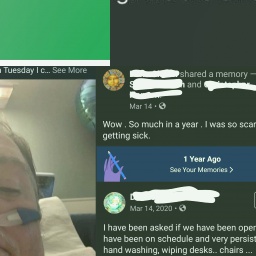 n Tuesday I c... See More
shared a memory —
and
Mar 14 •
Wow . So much in a year . I was so scar
getting sick.
1 Year Ago
See Your Memories >
Mar 14, 2020 •
I have been asked if we have been oper
have been on schedule and very persist
hand washing, wiping desks.. chairs ...